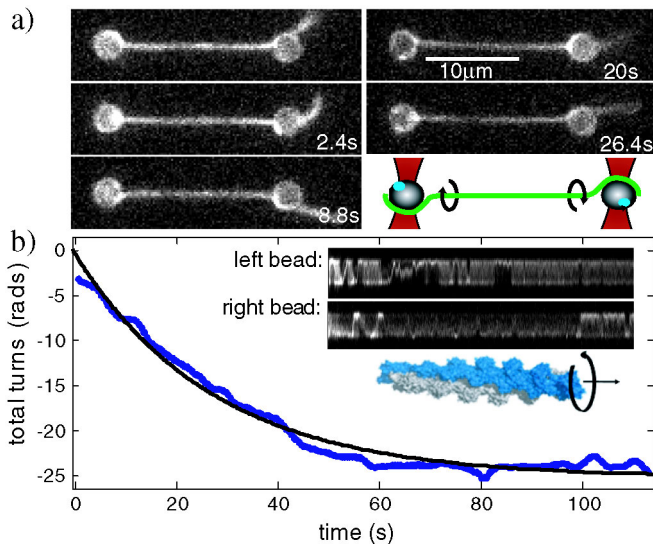 a)
10μm
20s
2.4s
26.4s
8.8s
b)
left bead:
right bead:
0
-5
-10
-15
-20
-25
total turns (rads)
0
20
40
60
80
100
time (s)